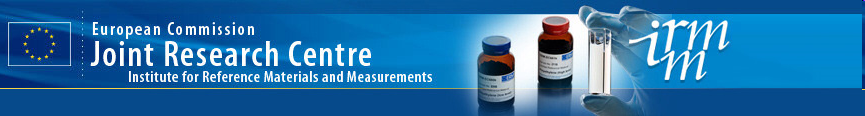 European Commission
Joint Research Centre
Institute for Reference Materials and Measurements
irmm